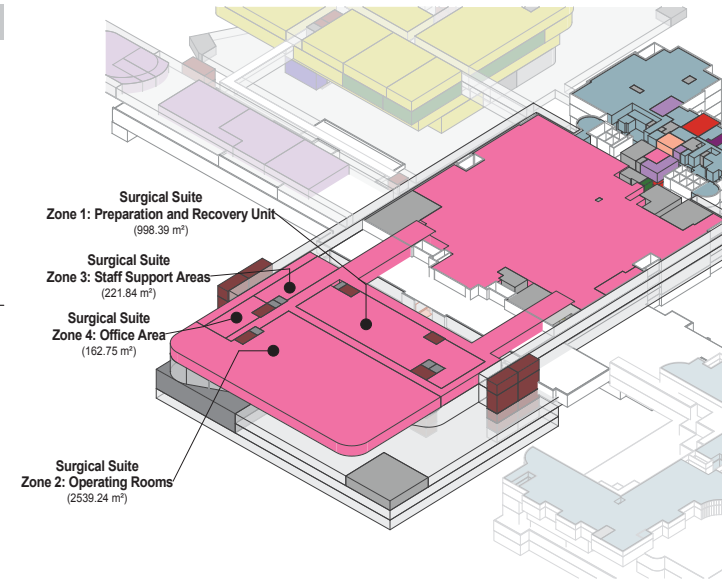 Surgical Suite
Zone 1: Preparation and Recovery Unit
(998.39 m²)
Surgical Suite
Zone 3: Staff Support Areas
(221.84 m²)
Surgical Suite
Zone 4: Office Area
(162.75 m²)
Surgical Suite
Zone 2: Operating Rooms
(2539.24 m²)